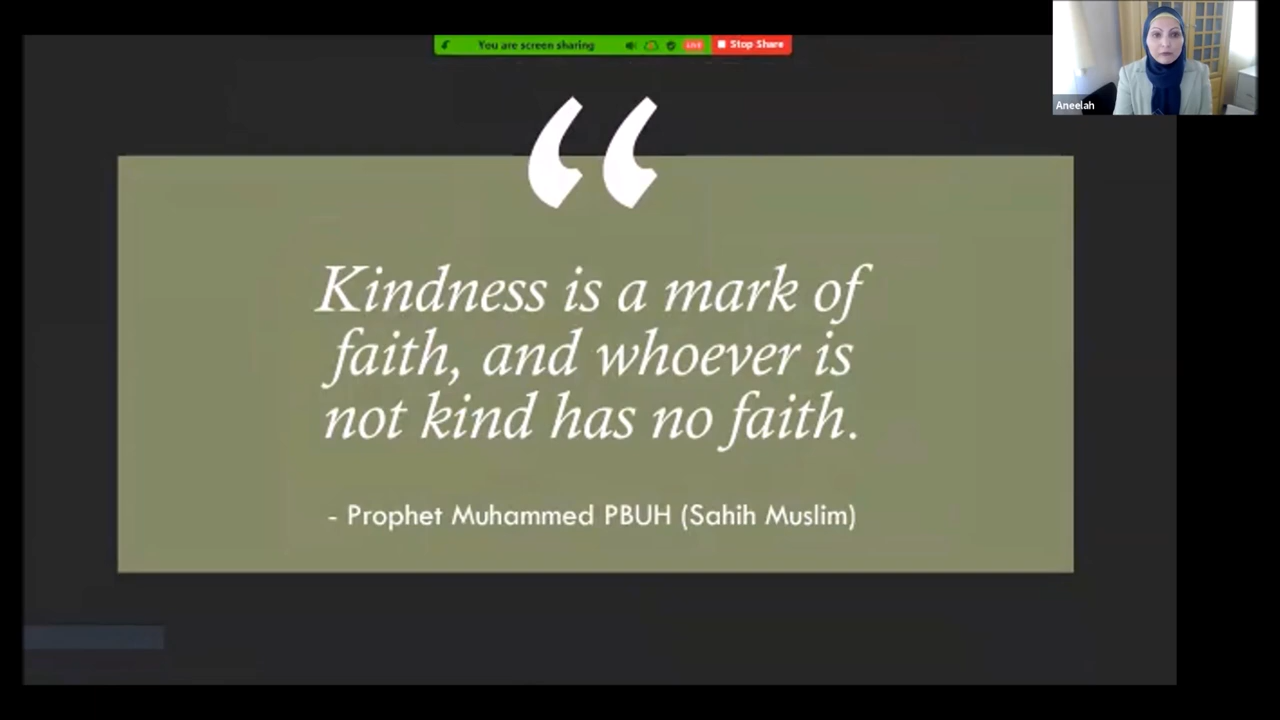 You are screen sharing
LIVE
Stop Share
Aneelah
“
Kindness is a mark of
faith, and whoever is
not kind has no faith.
- Prophet Muhammed PBUH (Sahih Muslim)